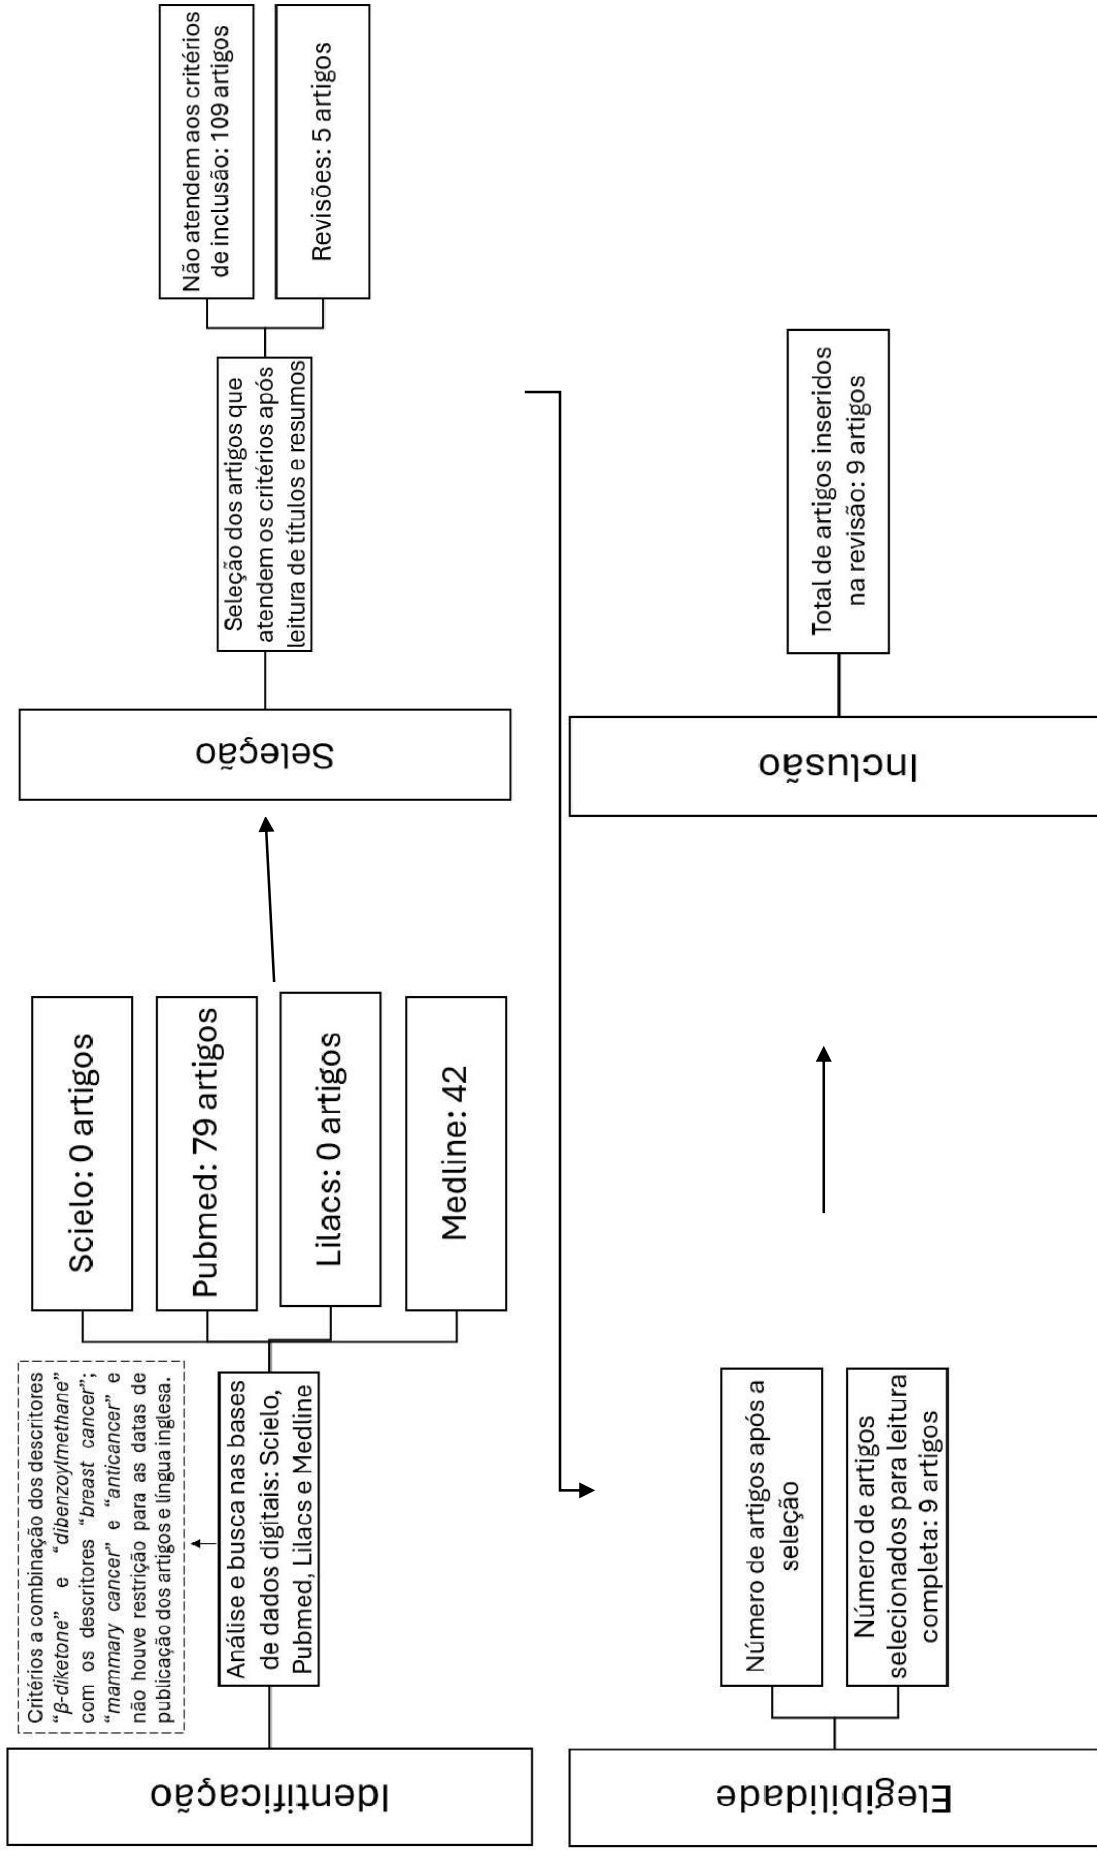 Identificação
Critérios a combinação dos descritores
“β-diketone” e “dibenzoylmethane”
com os descritores “breast cancer”;
“mammary cancer” e “anticancer” e
não houve restrição para as datas de
publicação dos artigos e língua inglesa.
Análise e busca nas bases
de dados digitais: Scielo,
Pubmed, Lilacs e Medline
Scielo: 0 artigos
Pubmed: 79 artigos
Lilacs: 0 artigos
Medline: 42
Seleção
Seleção dos artigos que
atendem os critérios após
leitura de títulos e resumos
Não atendem aos critérios
de inclusão: 109 artigos
Revisões: 5 artigos
Elegibilidade
Número de artigos após a
seleção
Número de artigos
selecionados para leitura
completa: 9 artigos
Inclusão
Total de artigos inseridos
na revisão: 9 artigos